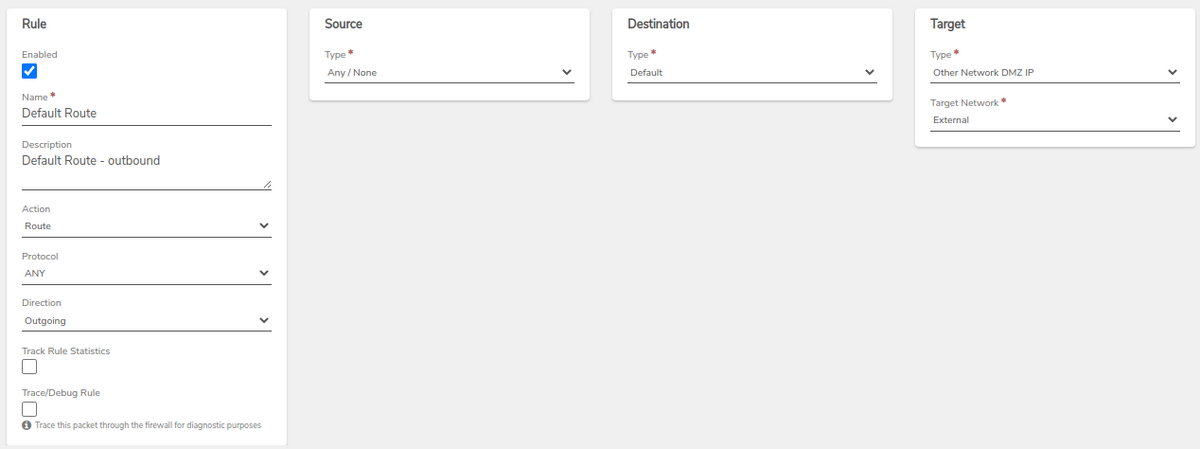 Rule
Enabled
Name *
Default Route
Description
Default Route - outbound
Action
Route
Protocol
ANY
Direction
Outgoing
Track Rule Statistics
Trace/Debug Rule
Trace this packet through the firewall for diagnostic purposes
Source
Type *
Any / None
Destination
Type *
Default
Target
Type *
Other Network DMZ IP
Target Network *
External